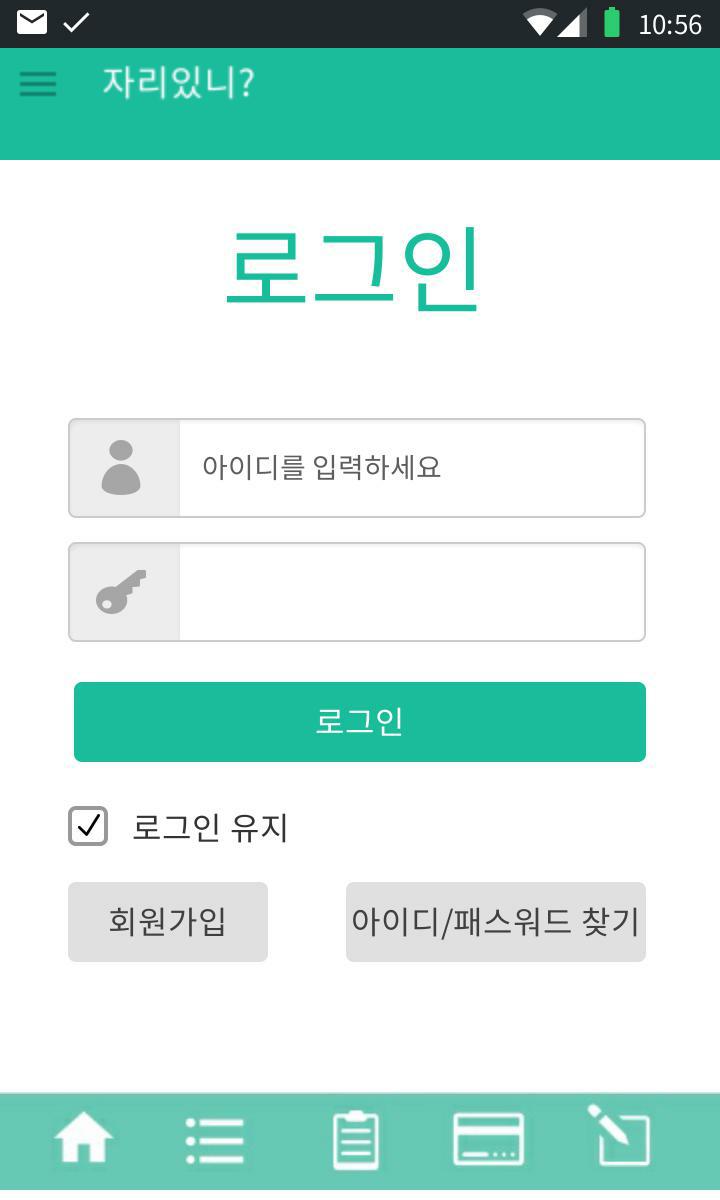 10:56
자리있니?
로그인
아이디를 입력하세요
로그인
로그인 유지
회원가입
아이디/패스워드 찾기